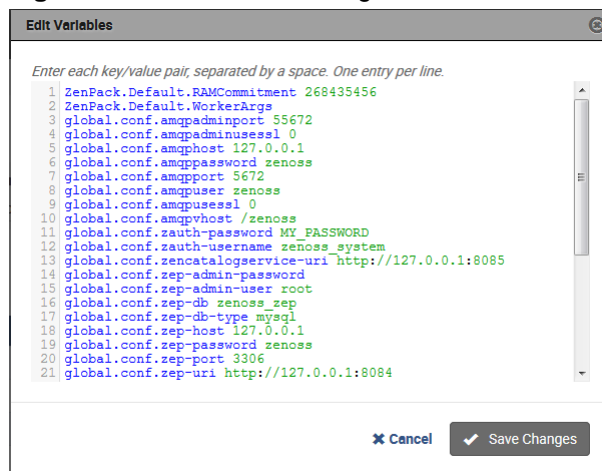 Edit Variables
Enter each key/value pair, separated by a space. One entry per line.
1 ZenPack.Default.RAMCommitment 268435456
2 ZenPack.Default.WorkerArgs
3 global.conf.amqpadminport 55672
4 global.conf.amqpadminusessl 0
5 global.conf.amqphost 127.0.0.1
6 global.conf.amqppassword zenoss
7 global.conf.amqpport 5672
8 global.conf.amqpuser zenoss
9 global.conf.amqpusessl 0
10 global.conf.amqpvhost /zenoss
11 global.conf.zauth-password MY_PASSWORD
12 global.conf.zauth-username zenoss_system
13 global.conf.zencatalogservice-uri http://127.0.0.1:8085
14 global.conf.zep-admin-password
15 global.conf.zep-admin-user root
16 global.conf.zep-db zenoss_zep
17 global.conf.zep-db-type mysql
18 global.conf.zep-host 127.0.0.1
19 global.conf.zep-password zenoss
20 global.conf.zep-port 3306
21 global.conf.zep-uri http://127.0.0.1:8084
Cancel
Save Changes